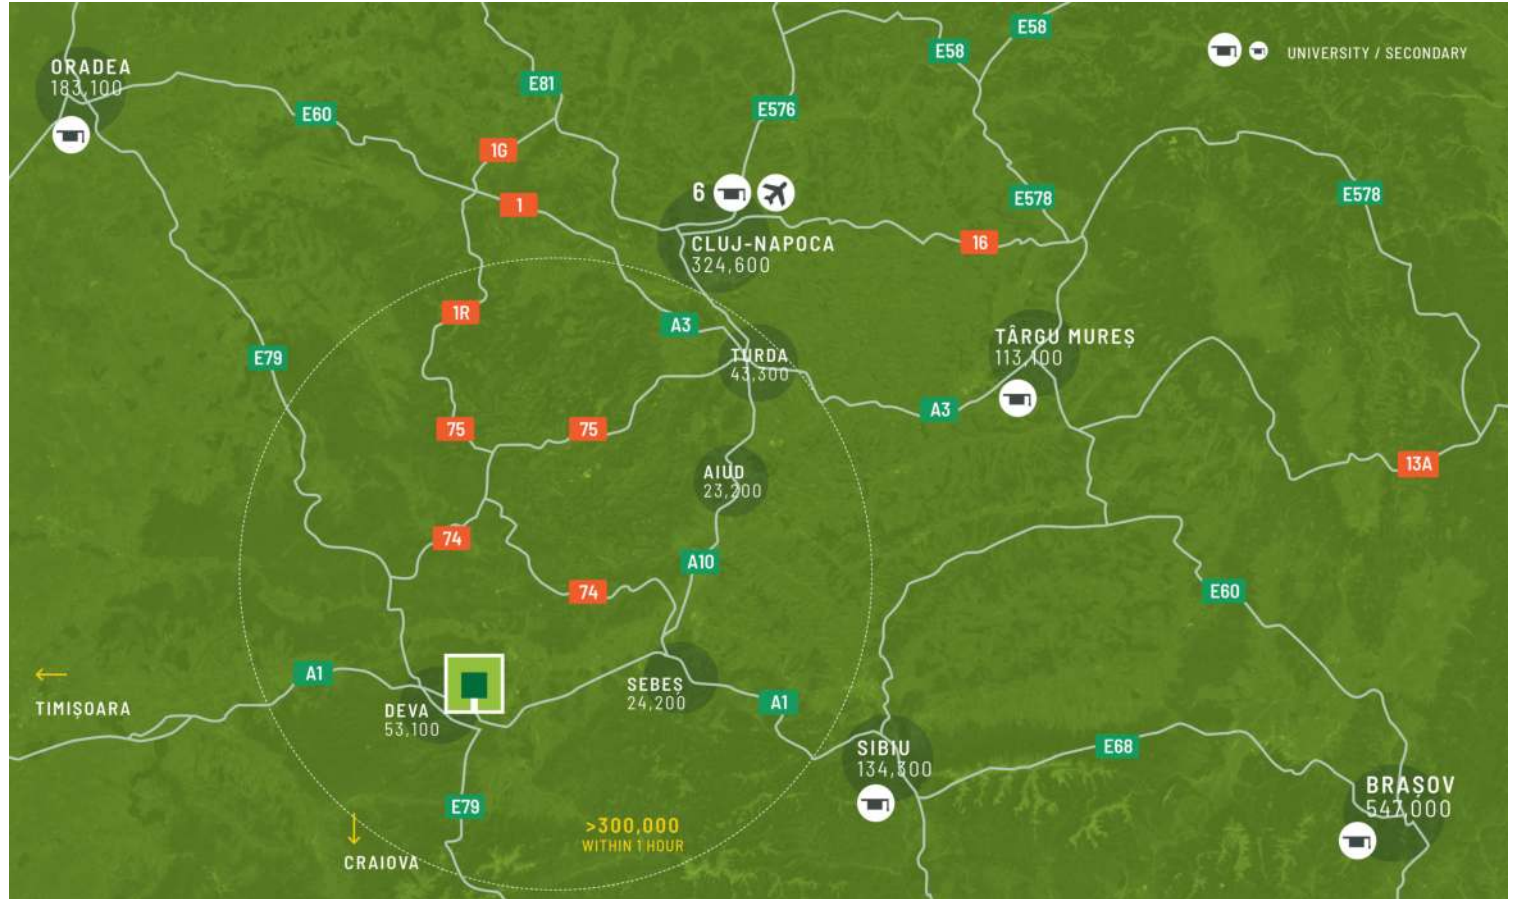 ORADEA
183,100
E60
E81
1G
1
E576
E58
E58
UNIVERSITY / SECONDARY
6
CLUJ-NAPOCA
324,600
E578
E578
16
1R
A3
E79
TURDA
43,300
TÂRGU MUREȘ
113,100
A3
75
75
13A
AIUD
23,200
74
A10
74
E60
A1
TIMIȘOARA
DEVA
53,100
SEBEȘ
24,200
A1
SIBIU
134,300
E68
BRAȘOV
547,000
E79
>300,000
WITHIN 1 HOUR
CRAIOVA